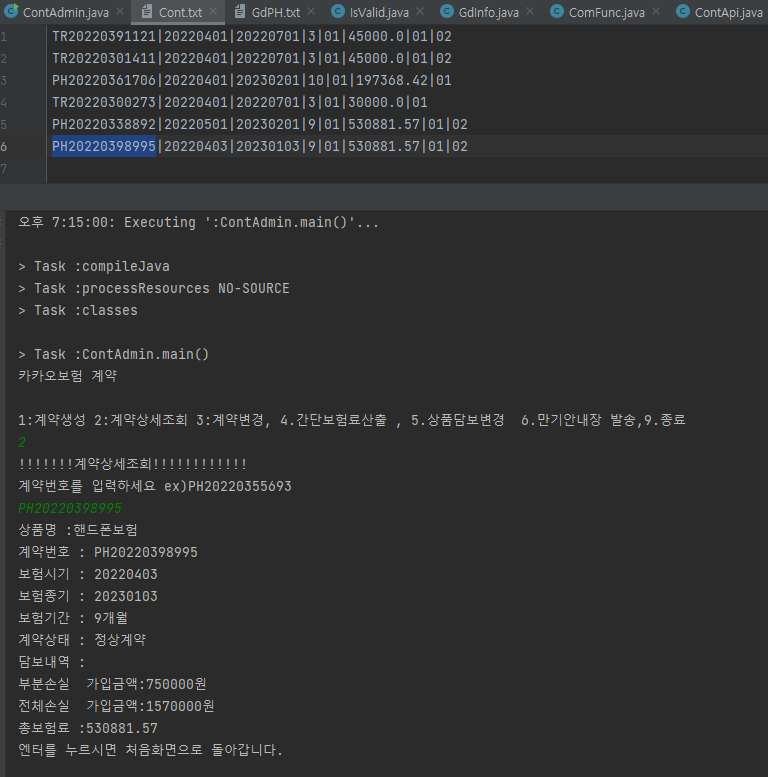 ContAdmin.java Cont.txt GdPH.txt IsValid.java GdInfo.java ComFunc.java ContApi.java
1 TR20220391121|20220401|20220701|3|01|45000.0|01|02
2 TR20220301411|20220401|20220701|3|01|45000.0|01|02
3 PH20220361706|20220401|20230201|10|01|197368.42|01
4 TR20220300273|20220401|20220701|3|01|30000.0|01
5 PH20220338892|20220501|20230201|9|01|530881.57|01|02
6 PH20220398995|20220403|20230103|9|01|530881.57|01|02
7
오후 7:15:00: Executing ':ContAdmin.main()'...
> Task :compileJava
> Task :processResources NO-SOURCE
> Task :classes
> Task :ContAdmin.main()
카카오보험 계약
1:계약생성 2:계약상세조회 3:계약변경, 4.간단보험료산출 , 5.상품담보변경  6.만기안내장 발송,9.종료
2
!!!!!!!계약상세조회!!!!!!!!!!!!
계약번호를 입력하세요 ex)PH20220355693
PH20220398995
상품명 :핸드폰보험
계약번호 : PH20220398995
보험시기 : 20220403
보험종기 : 20230103
보험기간 : 9개월
계약상태 : 정상계약
담보내역 :
부분손실  가입금액:750000원
전체손실  가입금액:1570000원
총보험료 :530881.57
엔터를 누르시면 처음화면으로 돌아갑니다.